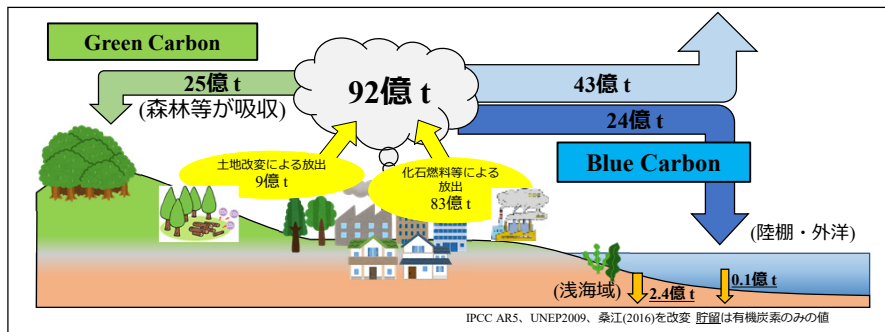 Green Carbon
25億 t
(森林等が吸収)
92億 t
43億 t
24億 t
Blue Carbon
土地改変による放出
9億 t
化石燃料等による
放出
83億 t
(陸棚・外洋)
(浅海域)
2.4億 t
0.1億 t
IPCC AR5、UNEP2009、桑江(2016)を改変 貯留は有機炭素のみの値